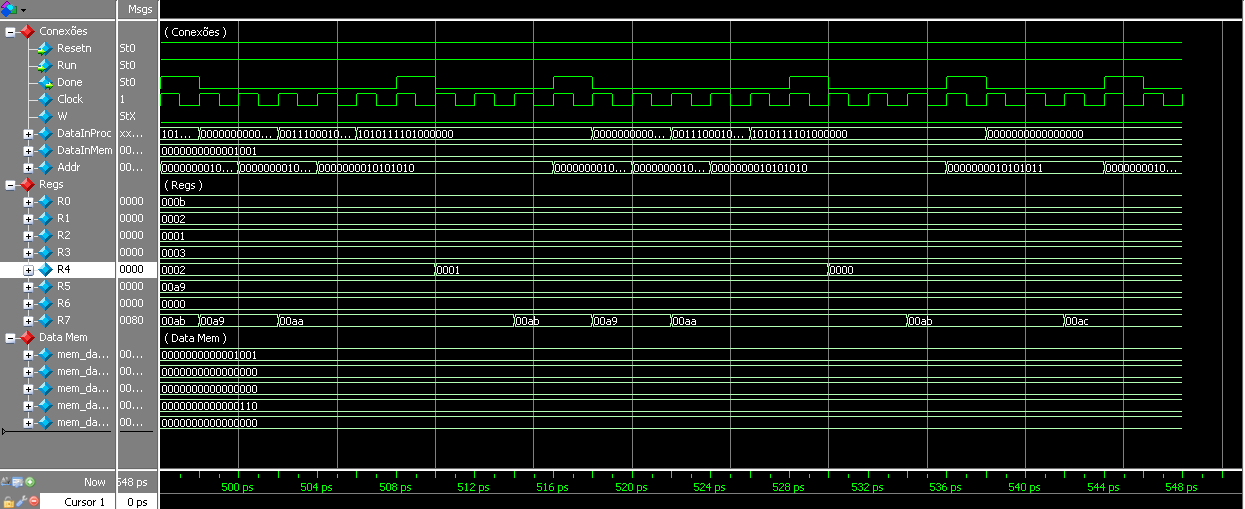 Msgs
Conexões ( Conexões )
Resetn St0
Run St0
Done St0
Clock 1
W StX
DataInProc xx... 101... 0000000000... 0011100010... 1010111101000000 0000000000... 0011100010... 1010111101000000 0000000000000000
DataInMem 00... 0000000000001001
Addr 00... 0000000010... 0000000010... 0000000010101010 0000000010... 0000000010... 0000000010101010 0000000010101011 0000000010...
Regs ( Regs )
R0 0000 000b
R1 0000 0002
R2 0000 0001
R3 0000 0003
R4 0000 0002 0001 0000
R5 0000 00a9
R6 0000 0000
R7 0080 00ab 00a9 00aa 00ab 00a9 00aa 00ab 00ac
Data Mem ( Data Mem )
mem_da... 00... 0000000000001001
mem_da... 00... 0000000000000000
mem_da... 00... 0000000000000000
mem_da... 00... 0000000000000110
mem_da... 00... 0000000000000000
Now 548 ps 500 ps 504 ps 508 ps 512 ps 516 ps 520 ps 524 ps 528 ps 532 ps 536 ps 540 ps 544 ps 548 ps
Cursor 1 0 ps